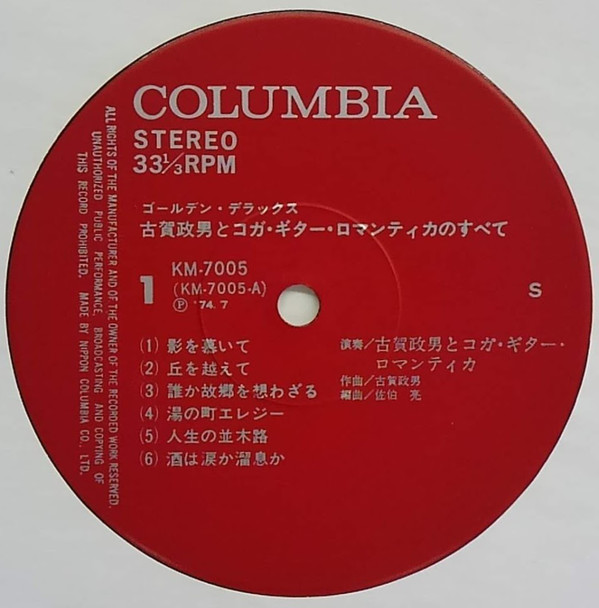 COLUMBIA
STEREO
33 1/3 RPM
ゴールデン・デラックス
古賀政男とコガ・ギター・ロマンティカのすべて
1
KM-7005
(KM-7005-A)
Ⓟ '74.7
S
(1) 影を慕いて
(2) 丘を越えて
(3) 誰か故郷を想わざる
(4) 湯の町エレジー
(5) 人生の並木路
(6) 酒は涙か溜息か
演奏/古賀政男とコガ・ギター・
ロマンティカ
作曲/古賀政男
編曲/佐伯 亮
ALL RIGHTS OF THE MANUFACTURER AND OF THE OWNER OF THE RECORDED WORK RESERVED.
UNAUTHORIZED PUBLIC PERFORMANCE, BROADCASTING AND COPYING OF
THIS RECORD PROHIBITED. MADE BY NIPPON COLUMBIA CO., LTD.